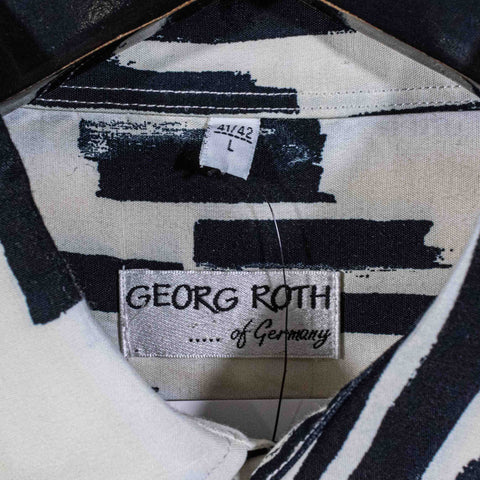 41/42
L
GEORG ROTH
..... of Germany